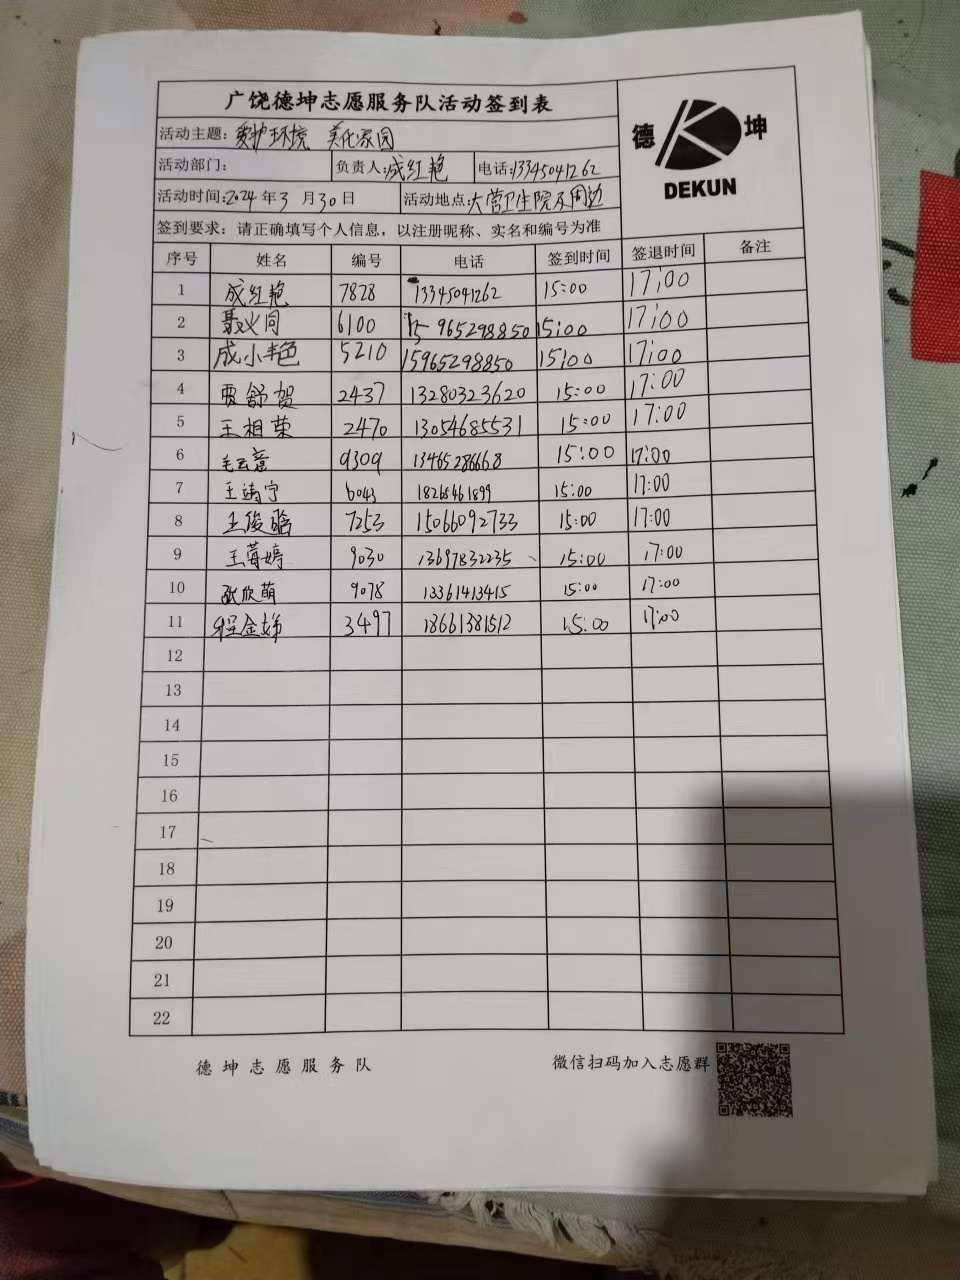 广饶德坤志愿服务队活动签到表
德 坤
DEKUN
活动主题：爱护环境 美化家园
活动部门： 负责人：成红艳 电话：13345041262
活动时间：2024年3月30日 活动地点：大营卫生院及周边
签到要求：请正确填写个人信息，以注册昵称、实名和编号为准
序号 姓名 编号 电话 签到时间 签退时间 备注
1 成红艳 7828 13345041262 15:00 17:00
2 聂义同 6100 15965298850 15:00 17:00
3 成小艳 5210 15965298850 15:00 17:00
4 贾舒贺 2437 13280323620 15:00 17:00
5 王相荣 2470 13054685531 15:00 17:00
6 毛云意 9309 13465286668 15:00 17:00
7 王靖宇 6043 18265461899 15:00 17:00
8 王俊 7253 15066092733 15:00 17:00
9 王莓婷 9030 13697832235 15:00 17:00
10 张欣萌 9078 13361413415 15:00 17:00
11 程金娣 3497 18661381512 15:00 17:00
12
13
14
15
16
17
18
19
20
21
22
德坤志愿服务队 微信扫码加入志愿群